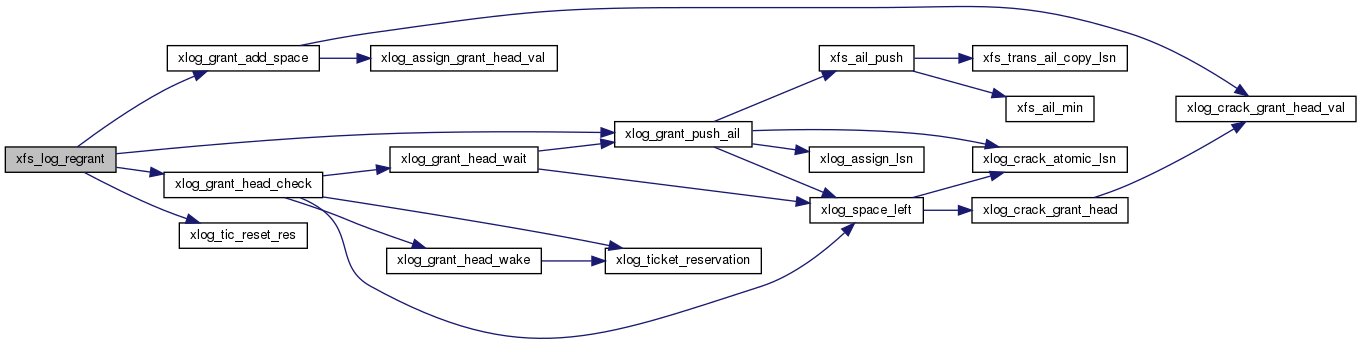 xfs_log_regrant
xlog_grant_add_space
xlog_assign_grant_head_val
xfs_ail_push
xfs_trans_ail_copy_lsn
xfs_ail_min
xlog_crack_grant_head_val
xlog_grant_push_ail
xlog_grant_head_wait
xlog_assign_lsn
xlog_crack_atomic_lsn
xlog_grant_head_check
xlog_space_left
xlog_crack_grant_head
xlog_tic_reset_res
xlog_grant_head_wake
xlog_ticket_reservation